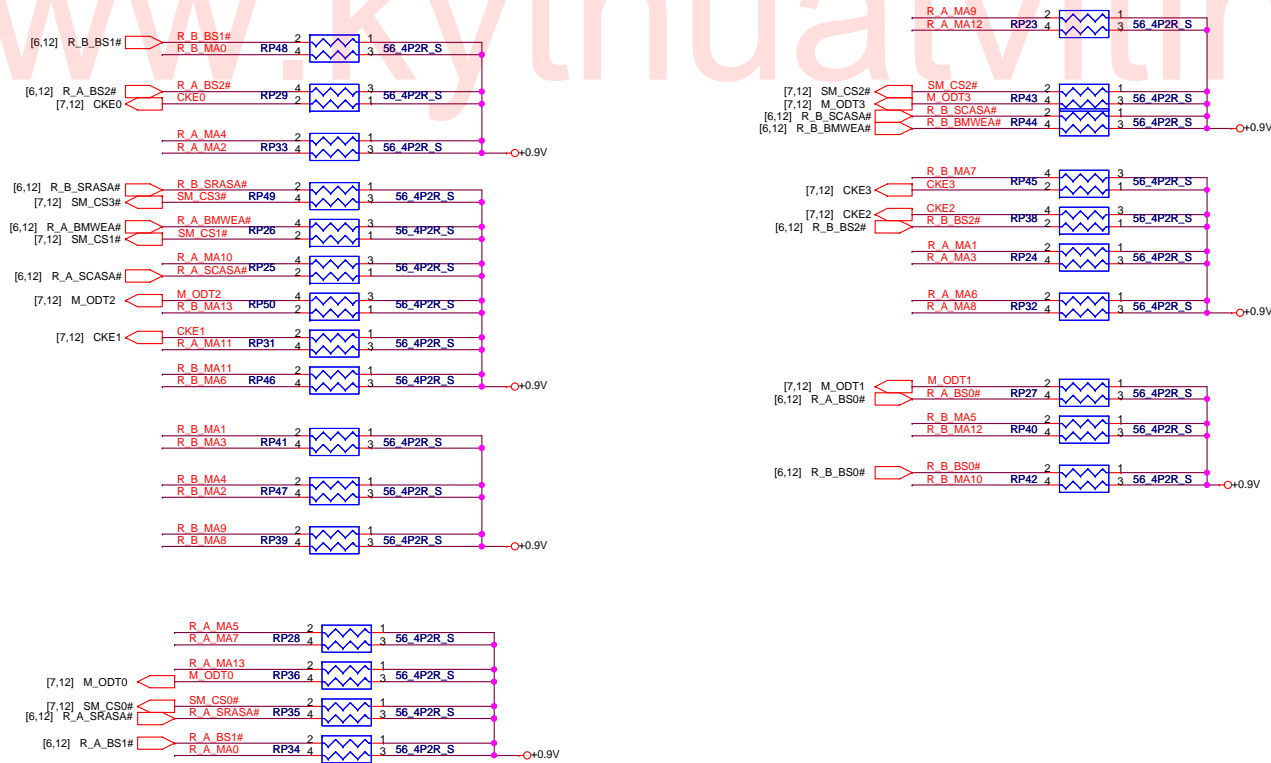 www.kythuatvitin
[6,12] R_B_BS1# R_B_BS1# 2 1
R_B_MA0 RP48 4 3 56_4P2R_S
[6,12] R_A_BS2# R_A_BS2# 4 3
[7,12] CKE0 CKE0 RP29 2 1 56_4P2R_S
R_A_MA4 2 1
R_A_MA2 RP33 4 3 56_4P2R_S
+0.9V
[6,12] R_B_SRASA# R_B_SRASA# 2 1
[7,12] SM_CS3# SM_CS3# RP49 4 3 56_4P2R_S
[6,12] R_A_BMWEA# R_A_BMWEA# 4 3
[7,12] SM_CS1# SM_CS1# RP26 2 1 56_4P2R_S
R_A_MA10 4 3
[6,12] R_A_SCASA# R_A_SCASA# RP25 2 1 56_4P2R_S
[7,12] M_ODT2 M_ODT2 4 3
R_B_MA13 RP50 2 1 56_4P2R_S
[7,12] CKE1 CKE1 2 1
R_A_MA11 RP31 4 3 56_4P2R_S
R_B_MA11 2 1
R_B_MA6 RP46 4 3 56_4P2R_S
+0.9V
R_B_MA1 2 1
R_B_MA3 RP41 4 3 56_4P2R_S
R_B_MA4 2 1
R_B_MA2 RP47 4 3 56_4P2R_S
R_B_MA9 2 1
R_B_MA8 RP39 4 3 56_4P2R_S
+0.9V
R_A_MA5 2 1
R_A_MA7 RP28 4 3 56_4P2R_S
R_A_MA13 2 1
[7,12] M_ODT0 M_ODT0 RP36 4 3 56_4P2R_S
[7,12] SM_CS0# SM_CS0# 2 1
[6,12] R_A_SRASA# R_A_SRASA# RP35 4 3 56_4P2R_S
[6,12] R_A_BS1# R_A_BS1# 2 1
R_A_MA0 RP34 4 3 56_4P2R_S
+0.9V
R_A_MA9 2 1
R_A_MA12 RP23 4 3 56_4P2R_S
[7,12] SM_CS2# SM_CS2# 2 1
[7,12] M_ODT3 M_ODT3 RP43 4 3 56_4P2R_S
[6,12] R_B_SCASA# R_B_SCASA# 2 1
[6,12] R_B_BMWEA# R_B_BMWEA# RP44 4 3 56_4P2R_S
+0.9V
R_B_MA7 4 3
[7,12] CKE3 CKE3 RP45 2 1 56_4P2R_S
[7,12] CKE2 CKE2 4 3
[6,12] R_B_BS2# R_B_BS2# RP38 2 1 56_4P2R_S
R_A_MA1 2 1
R_A_MA3 RP24 4 3 56_4P2R_S
R_A_MA6 2 1
R_A_MA8 RP32 4 3 56_4P2R_S
+0.9V
[7,12] M_ODT1 M_ODT1 2 1
[6,12] R_A_BS0# R_A_BS0# RP27 4 3 56_4P2R_S
R_B_MA5 2 1
R_B_MA12 RP40 4 3 56_4P2R_S
[6,12] R_B_BS0# R_B_BS0# 2 1
R_B_MA10 RP42 4 3 56_4P2R_S
+0.9V